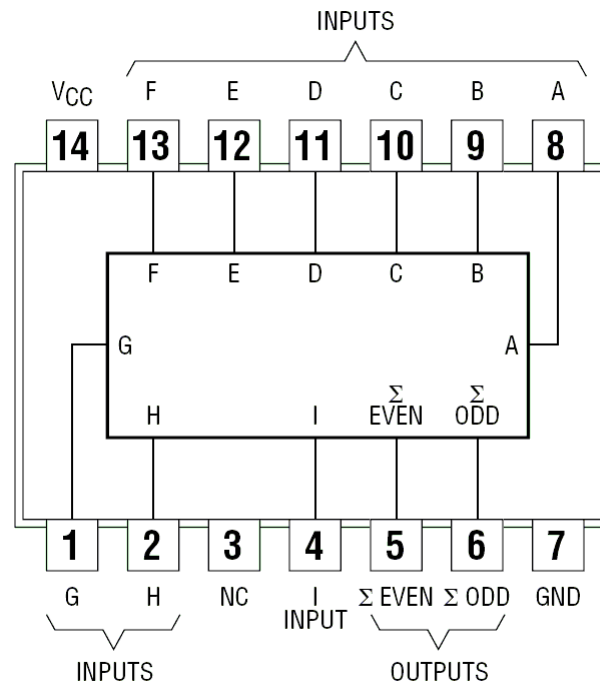 INPUTS
VCC F E D C B A
14 13 12 11 10 9 8
F E D C B
G A
Σ Σ
H I EVEN ODD
1 2 3 4 5 6 7
G H NC I Σ EVEN Σ ODD GND
INPUT
INPUTS OUTPUTS